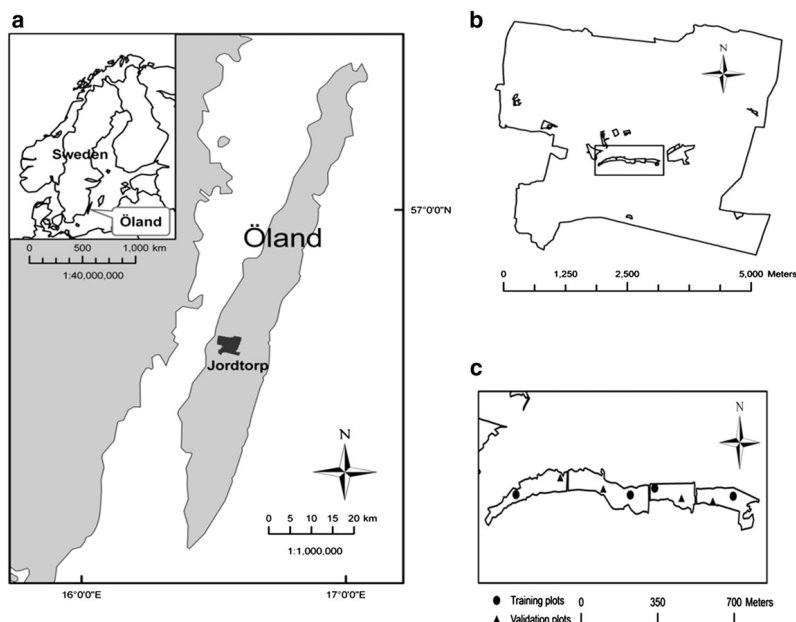 a
Sweden
Öland
0 500 1,000 km
1:40,000,000
Öland
57°0'0"N
Jordtorp
N
0 5 10 15 20 km
1:1,000,000
16°0'0"E 17°0'0"E
b
N
0 1,250 2,500 5,000 Meters
c
N
Training plots 0 350 700 Meters
Validation plots